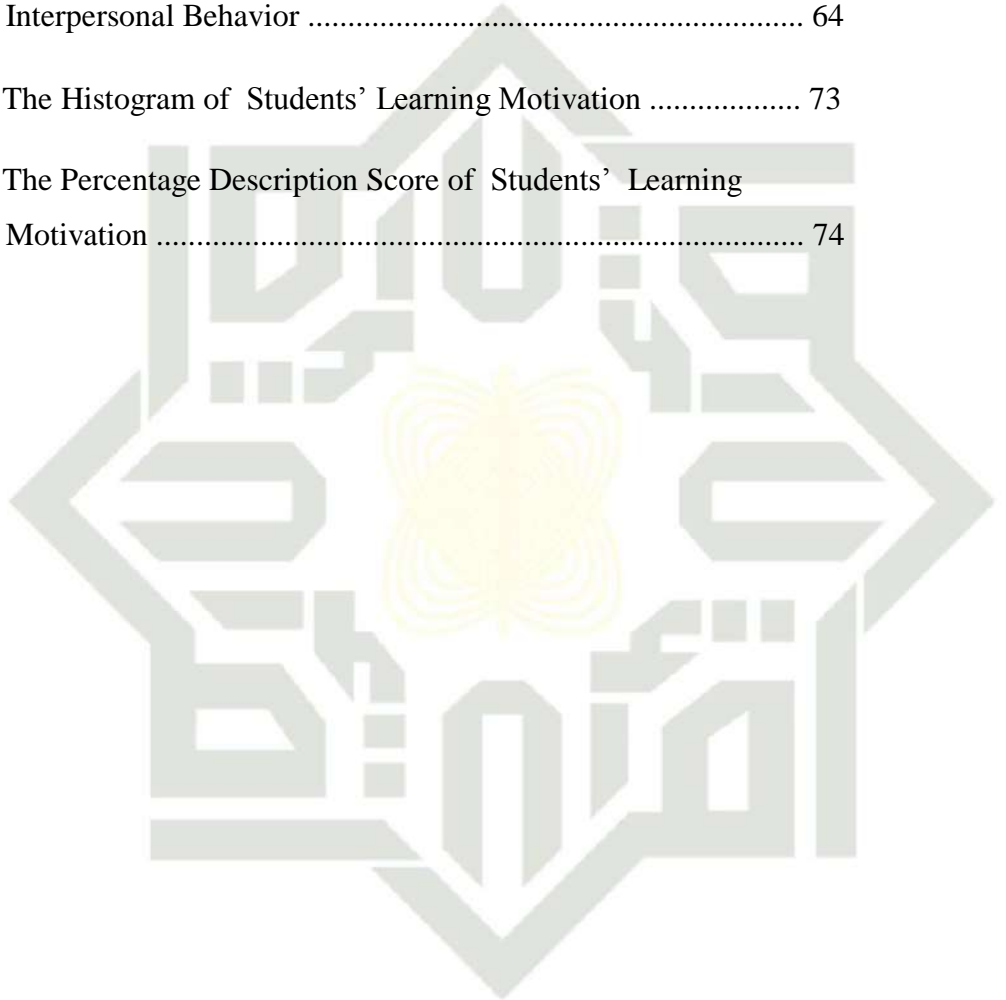 Interpersonal Behavior ............................................................. 64
The Histogram of Students’ Learning Motivation ................... 73
The Percentage Description Score of Students’ Learning
Motivation ................................................................................ 74